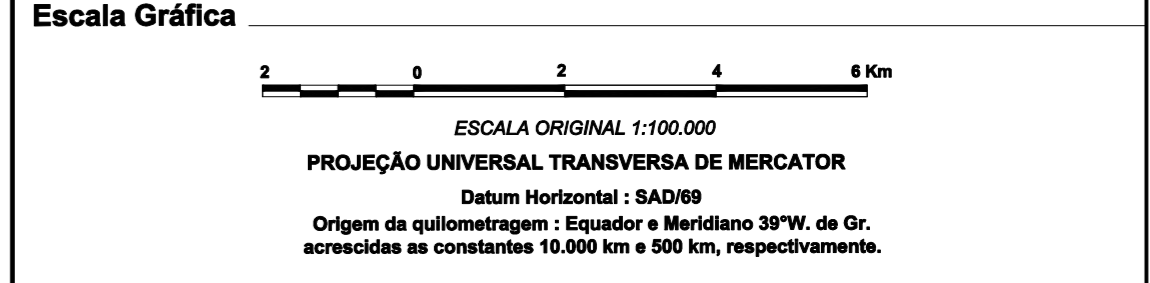 Escala Gráfica
2 0 2 4 6 Km
ESCALA ORIGINAL 1:100.000
PROJEÇÃO UNIVERSAL TRANSVERSA DE MERCATOR
Datum Horizontal : SAD/69
Origem da quilometragem : Equador e Meridiano 39°W. de Gr.
acrescidas as constantes 10.000 km e 500 km, respectivamente.